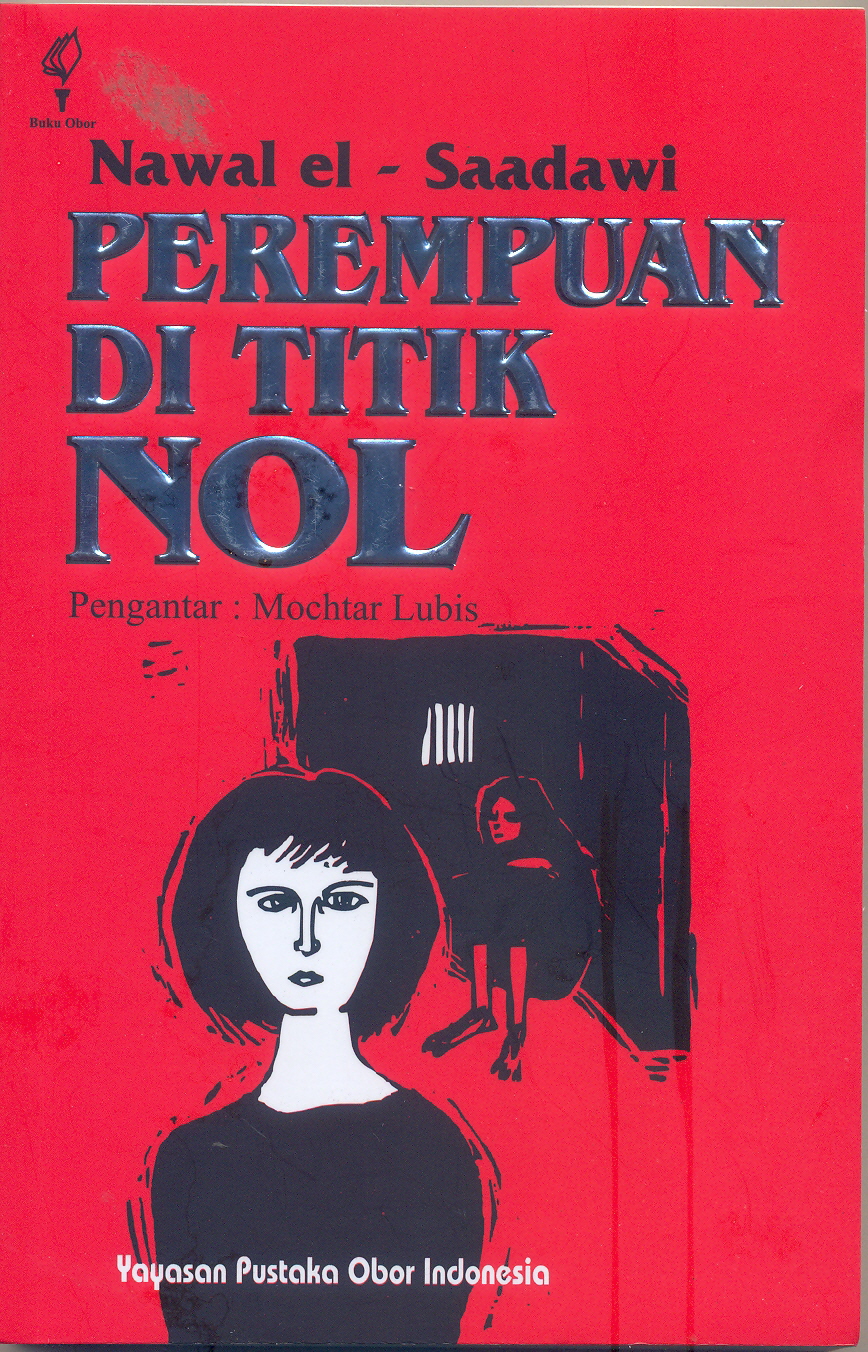 Buku Obor
Nawal el - Saadawi
PEREMPUAN
DI TITIK
NOL
Pengantar : Mochtar Lubis
Yayasan Pustaka Obor Indonesia